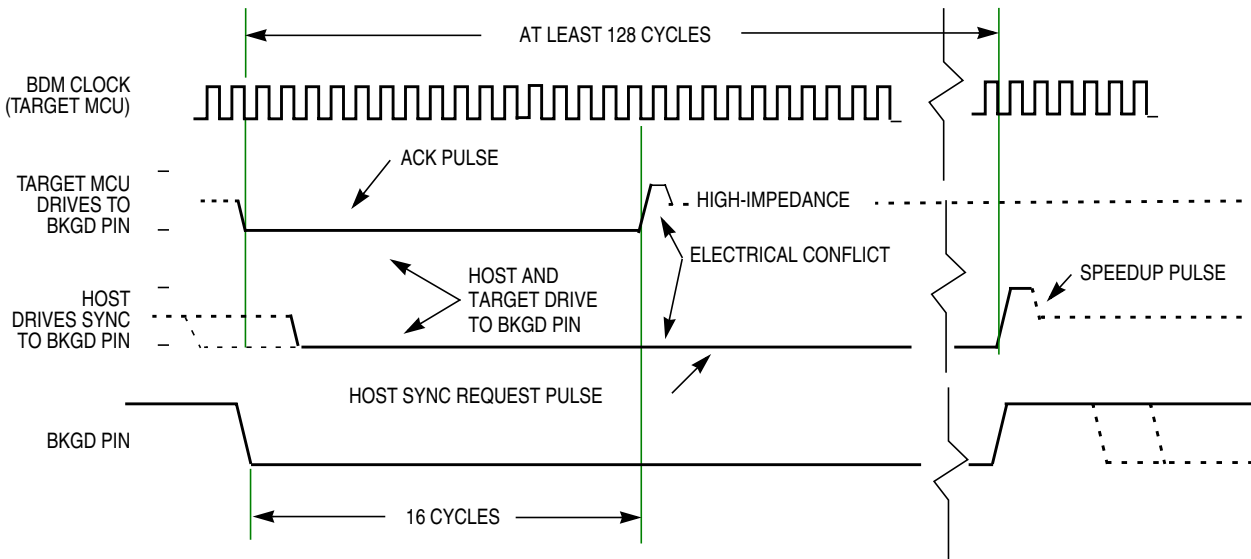 AT LEAST 128 CYCLES
BDM CLOCK
(TARGET MCU)
ACK PULSE
TARGET MCU
DRIVES TO
BKGD PIN
HIGH-IMPEDANCE
ELECTRICAL CONFLICT
HOST AND
TARGET DRIVE
TO BKGD PIN
SPEEDUP PULSE
HOST
DRIVES SYNC
TO BKGD PIN
HOST SYNC REQUEST PULSE
BKGD PIN
16 CYCLES